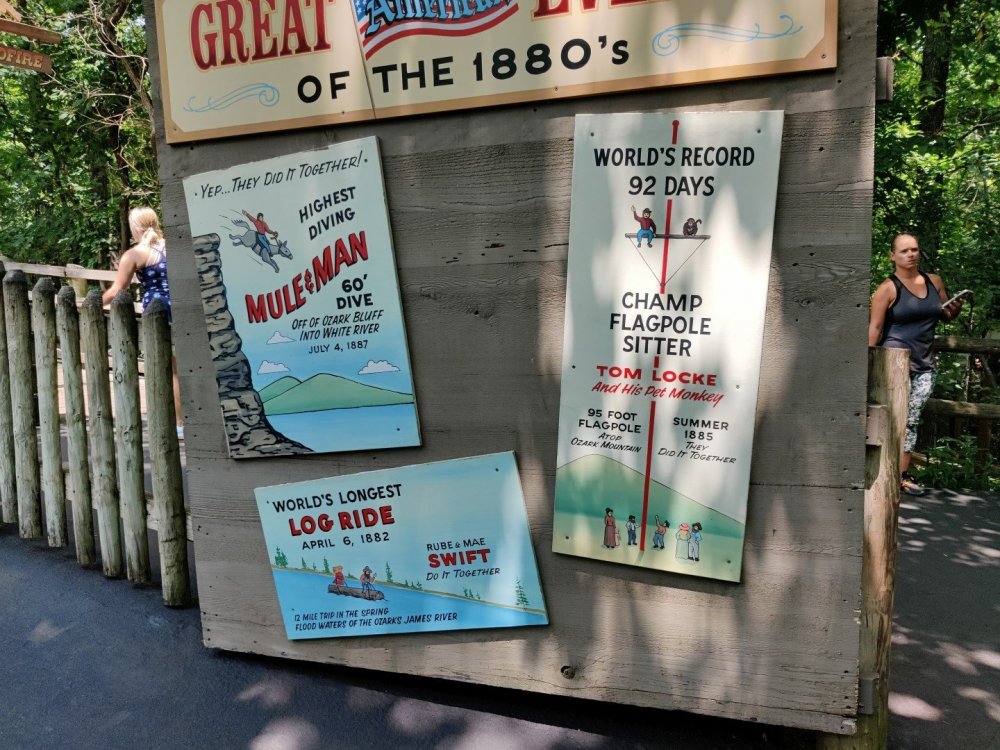 OFIRE
GREAT American
OF THE 1880's
YEP...THEY DID IT TOGETHER!
HIGHEST
DIVING
MULE & MAN
60'
DIVE
OFF OF OZARK BLUFF
INTO WHITE RIVER
JULY 4, 1887
WORLD'S RECORD
92 DAYS
CHAMP
FLAGPOLE
SITTER
TOM LOCKE
And His Pet Monkey
95 FOOT
FLAGPOLE
ATOP
OZARK MOUNTAIN
SUMMER
1885
THEY
DID IT TOGETHER
WORLD'S LONGEST
LOG RIDE
APRIL 6, 1882
RUBE & MAE
SWIFT
DO IT TOGETHER
12 MILE TRIP IN THE SPRING
FLOOD WATERS OF THE OZARKS JAMES RIVER